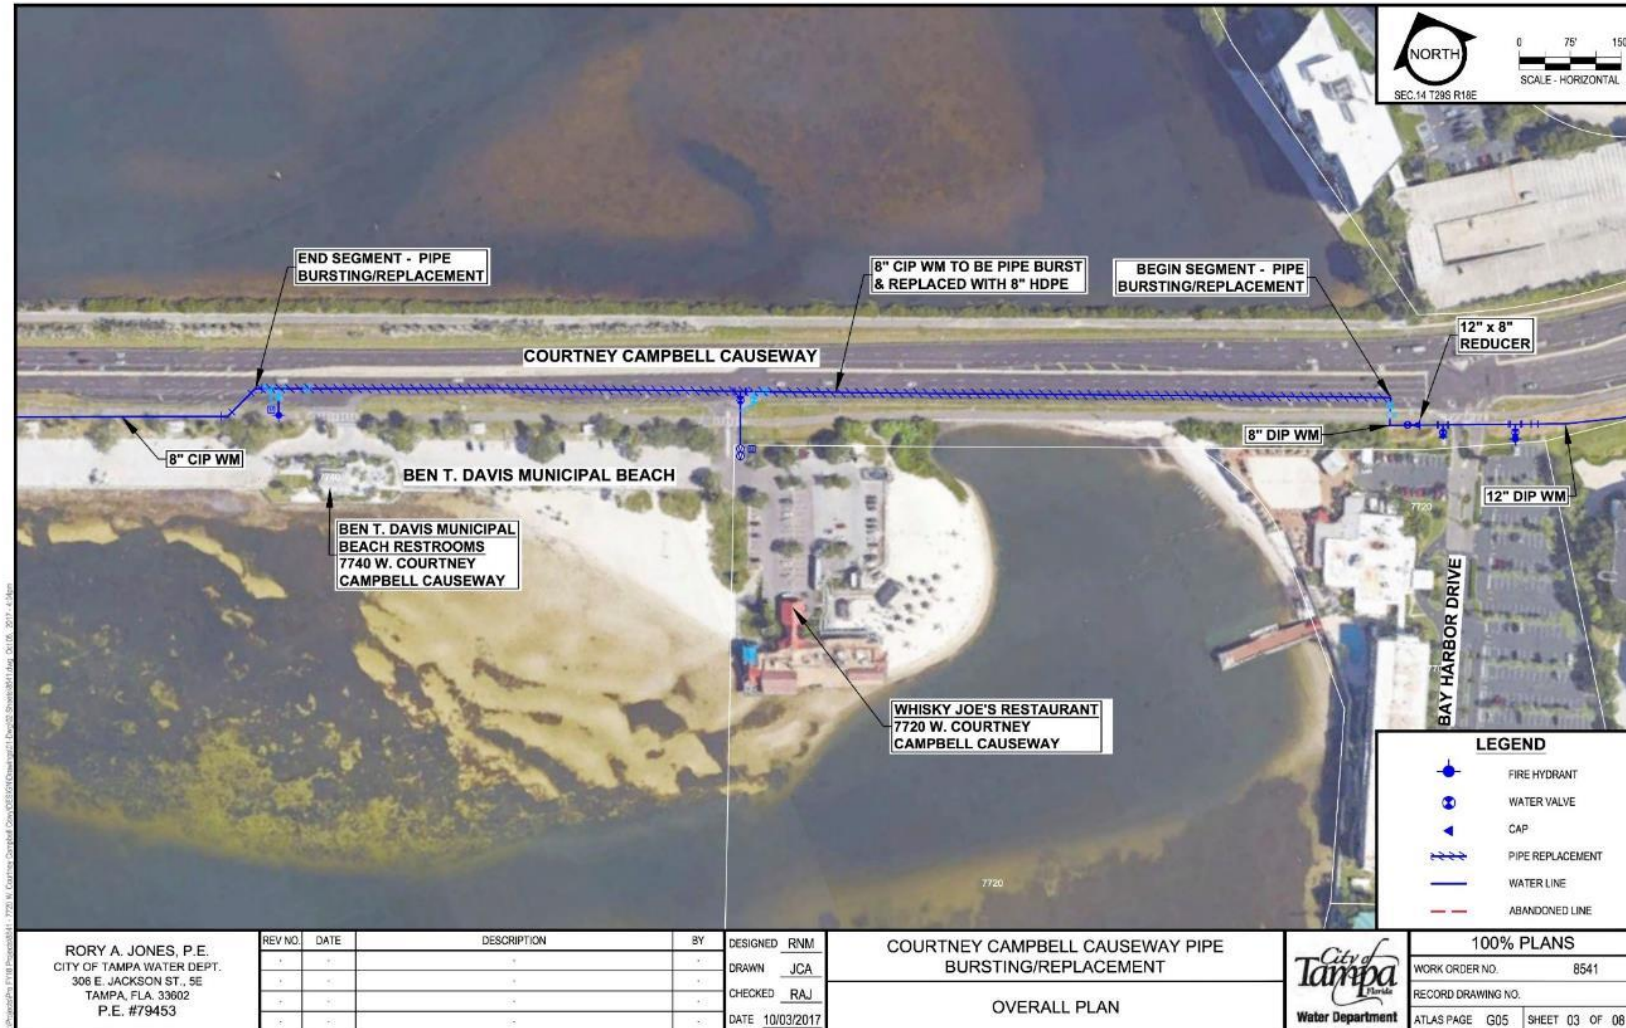 NORTH
SEC.14 T29S R18E
0 75' 150
SCALE - HORIZONTAL
END SEGMENT - PIPE
BURSTING/REPLACEMENT
8" CIP WM TO BE PIPE BURST
& REPLACED WITH 8" HDPE
BEGIN SEGMENT - PIPE
BURSTING/REPLACEMENT
12" x 8"
REDUCER
COURTNEY CAMPBELL CAUSEWAY
8" CIP WM
BEN T. DAVIS MUNICIPAL BEACH
8" DIP WM
12" DIP WM
7720
BEN T. DAVIS MUNICIPAL
BEACH RESTROOMS
7740 W. COURTNEY
CAMPBELL CAUSEWAY
BAY HARBOR DRIVE
WHISKY JOE'S RESTAURANT
7720 W. COURTNEY
CAMPBELL CAUSEWAY
7720
LEGEND
FIRE HYDRANT
WATER VALVE
CAP
PIPE REPLACEMENT
WATER LINE
ABANDONED LINE
RORY A. JONES, P.E.
CITY OF TAMPA WATER DEPT.
306 E. JACKSON ST., 5E
TAMPA, FLA. 33602
P.E. #79453
REV NO. DATE DESCRIPTION BY
DESIGNED RNM
DRAWN JCA
CHECKED RAJ
DATE 10/03/2017
COURTNEY CAMPBELL CAUSEWAY PIPE
BURSTING/REPLACEMENT
OVERALL PLAN
City of
Tampa
Florida
Water Department
100% PLANS
WORK ORDER NO. 8541
RECORD DRAWING NO.
ATLAS PAGE G05 SHEET 03 OF 08